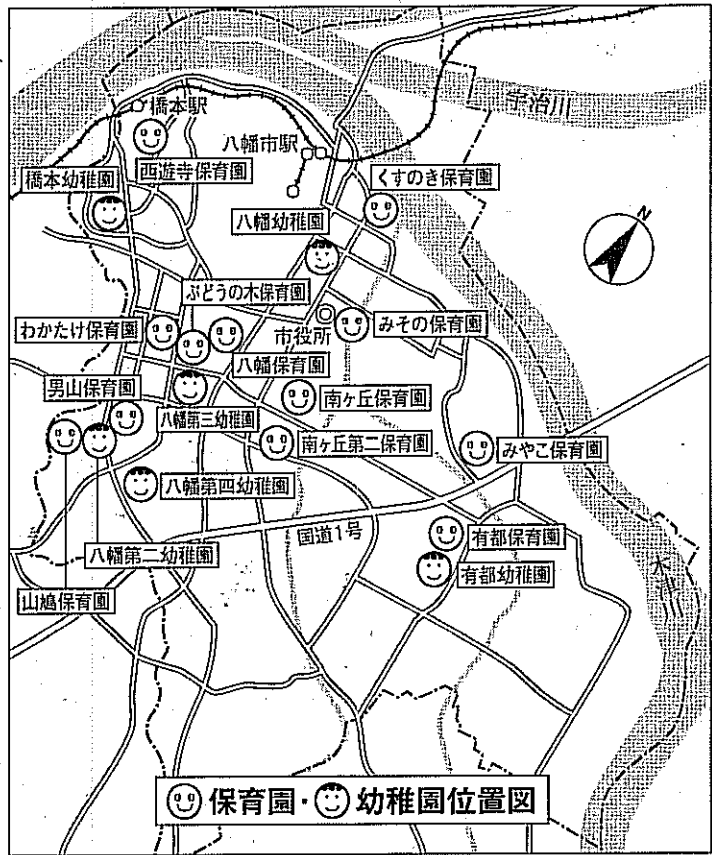 橋本駅
宇治川
八幡市駅
西遊寺保育園
橋本幼稚園
くすのき保育園
八幡幼稚園
N
ぶどうの木保育園
わかたけ保育園
市役所
みその保育園
八幡保育園
男山保育園
南ヶ丘保育園
八幡第三幼稚園
南ヶ丘第二保育園
みやこ保育園
八幡第四幼稚園
国道1号
有都保育園
八幡第二幼稚園
有都幼稚園
木津川
山鳩保育園
保育園・幼稚園位置図